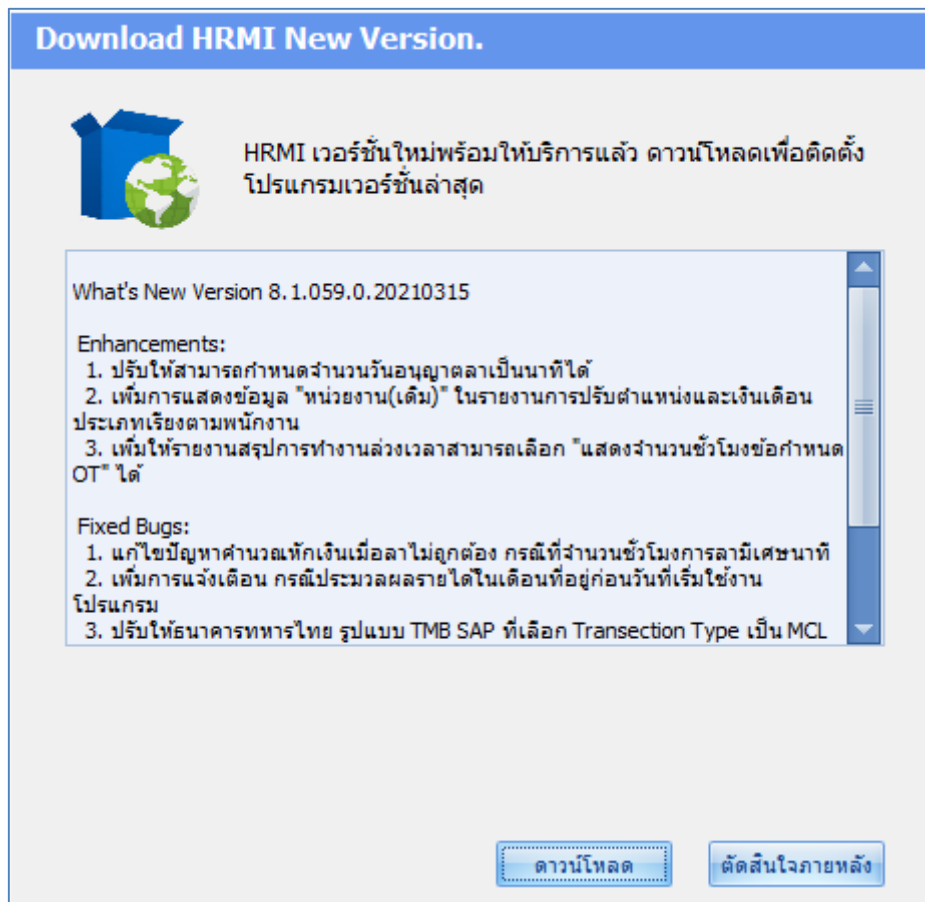 Download HRMI New Version.
HRMI เวอร์ชั่นใหม่พร้อมให้บริการแล้ว ดาวน์โหลดเพื่อติดตั้ง
โปรแกรมเวอร์ชั่นล่าสุด
What's New Version 8.1.059.0.20210315
Enhancements:
1. ปรับให้สามารถกำหนดจำนวนวันอนุญาตลาเป็นนาทีได้
2. เพิ่มการแสดงข้อมูล "หน่วยงาน(เดิม)" ในรายงานการปรับตำแหน่งและเงินเดือน
ประเภทเรียงตามพนักงาน
3. เพิ่มให้รายงานสรุปการทำงานล่วงเวลาสามารถเลือก "แสดงจำนวนชั่วโมงข้อกำหนด
OT" ได้
Fixed Bugs:
1. แก้ไขปัญหาคำนวณหักเงินเมื่อลาไม่ถูกต้อง กรณีที่จำนวนชั่วโมงการลามีเศษนาที
2. เพิ่มการแจ้งเตือน กรณีประมวลผลรายได้ในเดือนที่อยู่ก่อนวันที่เริ่มใช้งาน
โปรแกรม
3. ปรับให้ธนาคารทหารไทย รูปแบบ TMB SAP ที่เลือก Transection Type เป็น MCL
ดาวน์โหลด
ตัดสินใจภายหลัง